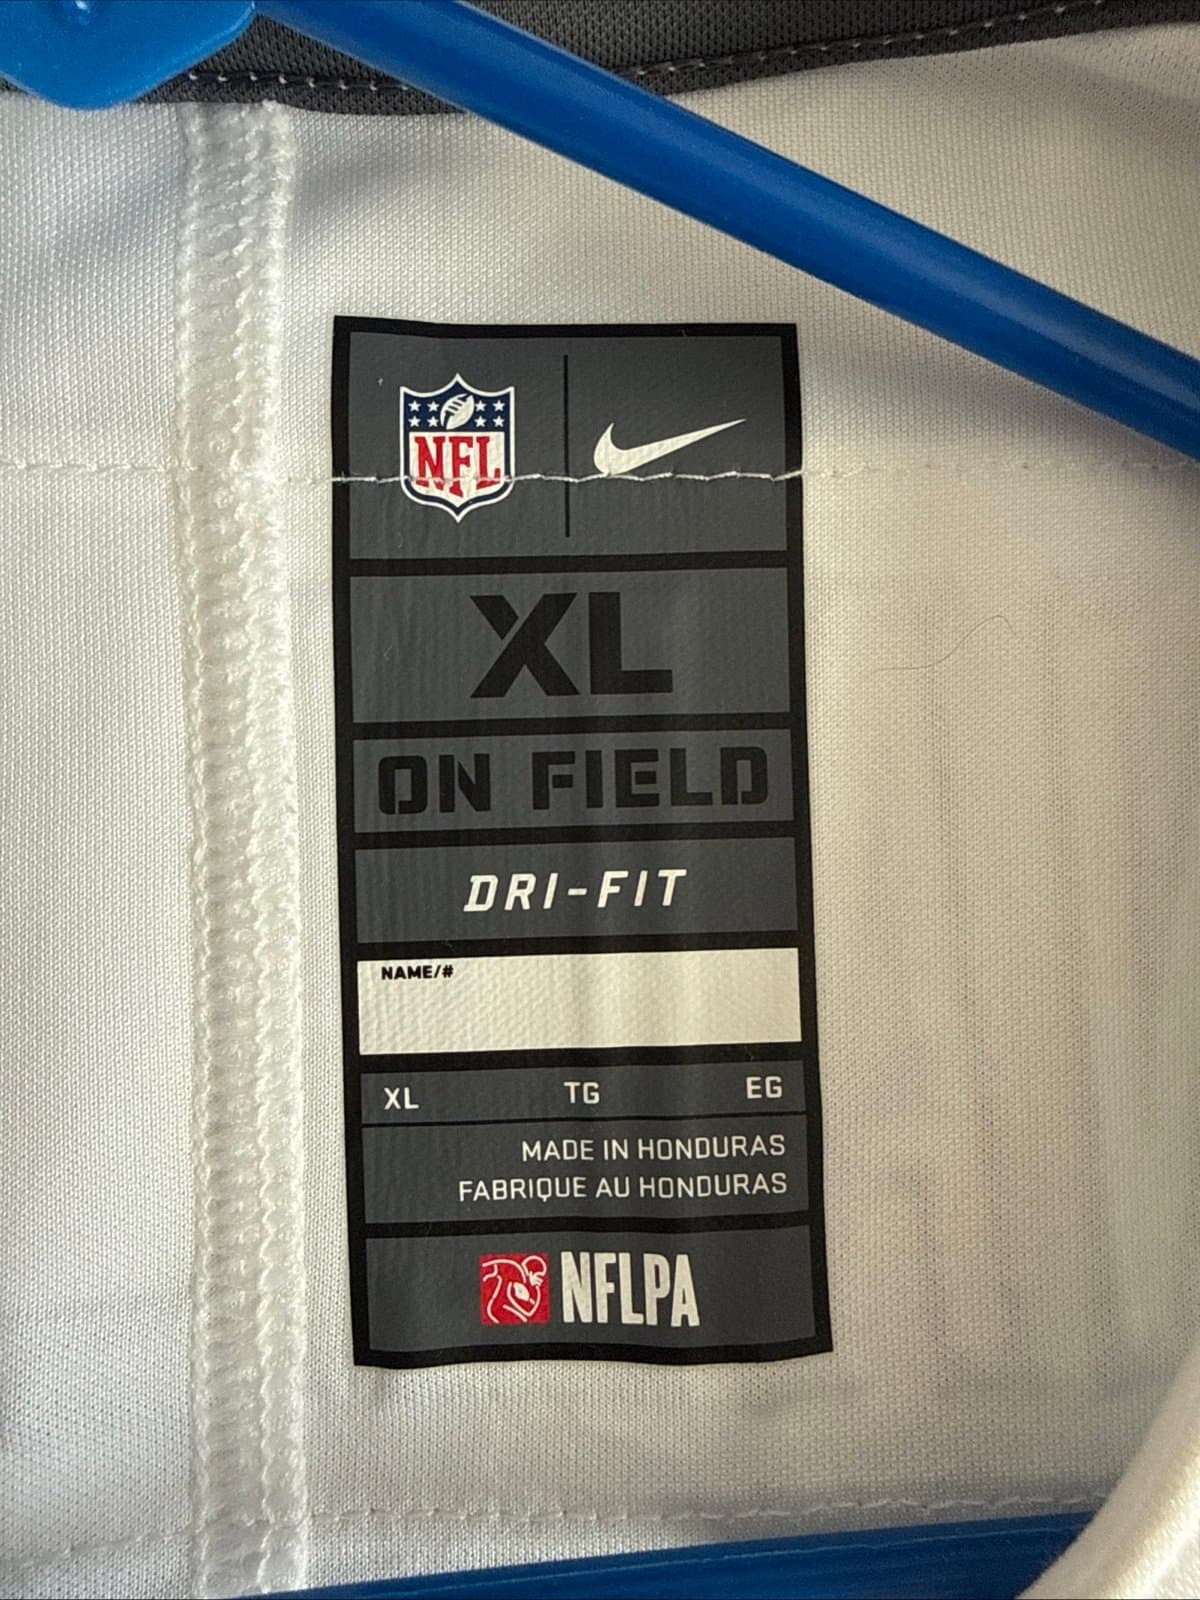 NFL
XL
ON FIELD
DRI-FIT
NAME/#
XL TG EG
MADE IN HONDURAS
FABRIQUE AU HONDURAS
NFLPA